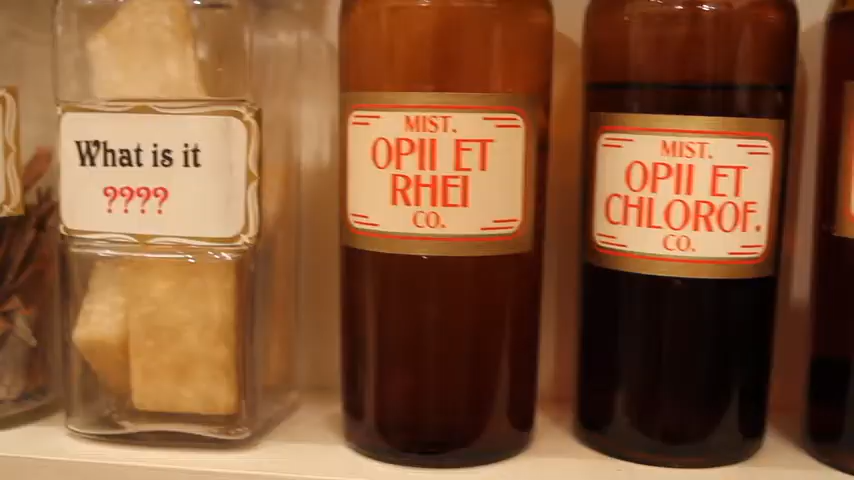 What is it
????
MIST.
OPII ET
RHEI
CO.
MIST.
OPII ET
CHLOROF.
CO.